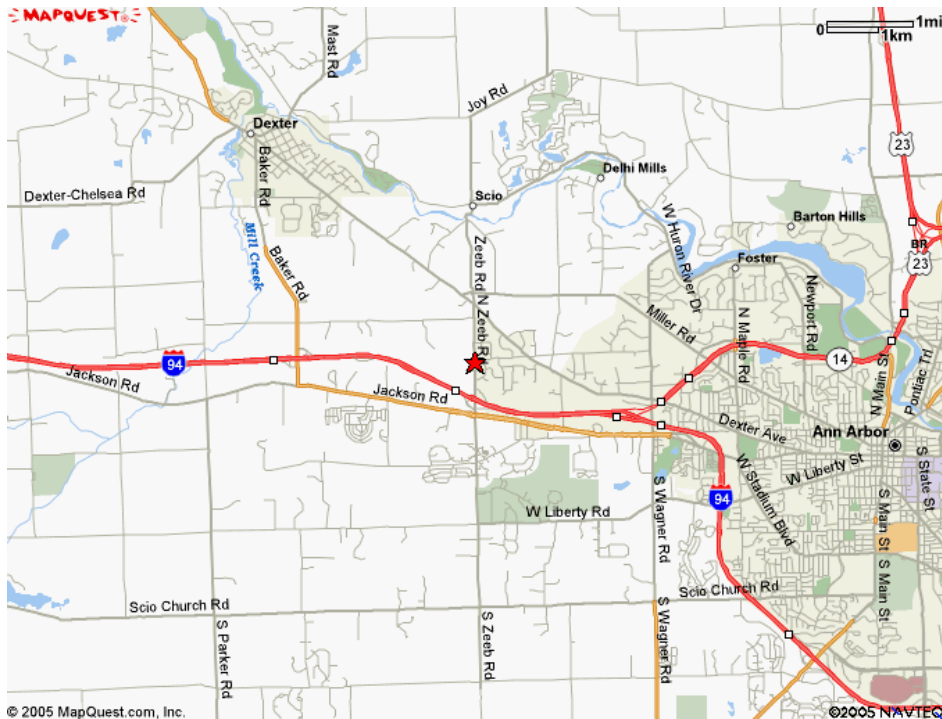 MAPQUEST
0 1mi
1km
Mast Rd
Joy Rd
23
Dexter
Baker Rd
Delhi Mills
Dexter-Chelsea Rd
Scio
W Huron River Dr
Barton Hills
Mill Creek
Zeeb Rd
BR
23
Baker Rd
Foster
Newport Rd
N Zeeb Rd
Miller Rd
N Maple Rd
94
14
Jackson Rd
Jackson Rd
N Main St
Pontiac Trl
Dexter Ave
Ann Arbor
W Liberty St
S State St
W Stadium Blvd
94
S Wagner Rd
W Liberty Rd
S Main St
S Main St
Scio Church Rd
Scio Church Rd
S Parker Rd
S Zeeb Rd
S Wagner Rd
© 2005 MapQuest.com, Inc.
©2005 NAVTEQ